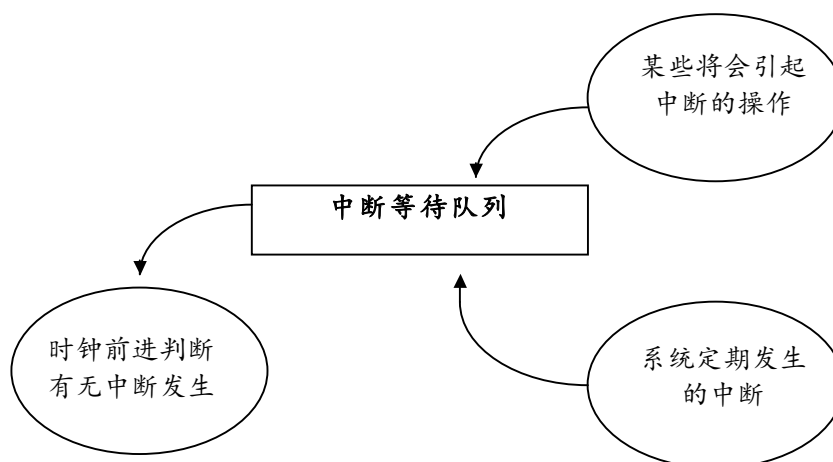 某些将会引起
中断的操作
中断等待队列
时钟前进判断
有无中断发生
系统定期发生
的中断